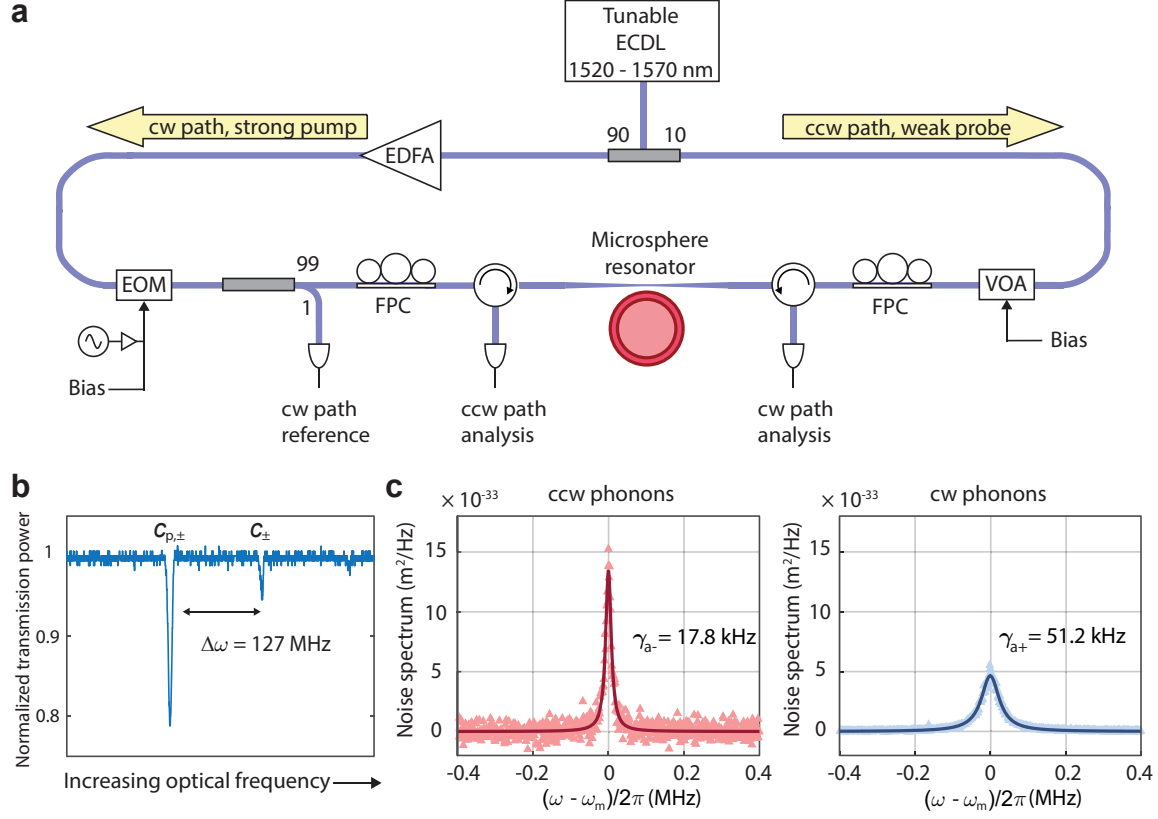 a
Tunable
ECDL
1520 - 1570 nm
cw path, strong pump
ccw path, weak probe
90 10
EDFA
Microsphere
resonator
EOM
99
1
FPC
FPC
VOA
Bias
Bias
cw path
reference
ccw path
analysis
cw path
analysis
b
Normalized transmission power
1
0.9
0.8
C_{p,±}
C_±
Δω = 127 MHz
Increasing optical frequency
c
× 10^{-33}
ccw phonons
Noise spectrum (m²/Hz)
15
10
5
0
γ_{a-} = 17.8 kHz
-0.4 -0.2 0 0.2 0.4
(ω - ω_m)/2π (MHz)
× 10^{-33}
cw phonons
Noise spectrum (m²/Hz)
15
10
5
0
γ_{a+} = 51.2 kHz
-0.4 -0.2 0 0.2 0.4
(ω - ω_m)/2π (MHz)